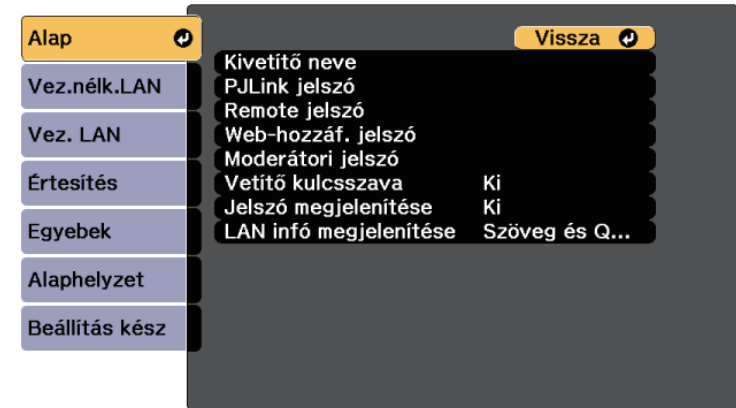 Alap
Vez.nélk.LAN
Vez. LAN
Értesítés
Egyebek
Alaphelyzet
Beállítás kész
Vissza
Kivetítő neve
PJLink jelszó
Remote jelszó
Web-hozzáf. jelszó
Moderátori jelszó
Vetítő kulcsszava Ki
Jelszó megjelenítése Ki
LAN infó megjelenítése Szöveg és Q...